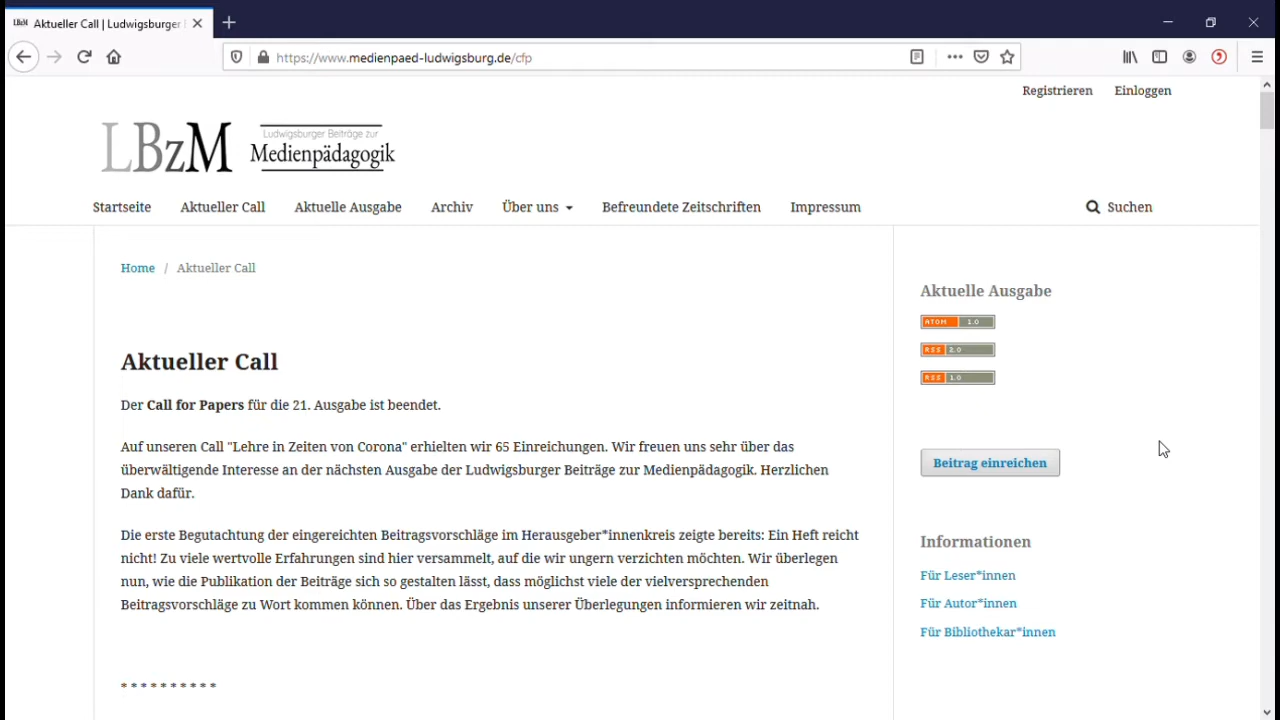 LBzM Aktueller Call | Ludwigsburger
https://www.medienpaed-ludwigsburg.de/cfp
Registrieren Einloggen
LBzM Ludwigsburger Beiträge zur
Medienpädagogik
Startseite Aktueller Call Aktuelle Ausgabe Archiv Über uns Befreundete Zeitschriften Impressum Suchen
Home / Aktueller Call
Aktueller Call
Der Call for Papers für die 21. Ausgabe ist beendet.
Auf unseren Call "Lehre in Zeiten von Corona" erhielten wir 65 Einreichungen. Wir freuen uns sehr über das
überwältigende Interesse an der nächsten Ausgabe der Ludwigsburger Beiträge zur Medienpädagogik. Herzlichen
Dank dafür.
Die erste Begutachtung der eingereichten Beitragsvorschläge im Herausgeber*innenkreis zeigte bereits: Ein Heft reicht
nicht! Zu viele wertvolle Erfahrungen sind hier versammelt, auf die wir ungern verzichten möchten. Wir überlegen
nun, wie die Publikation der Beiträge sich so gestalten lässt, dass möglichst viele der vielversprechenden
Beitragsvorschläge zu Wort kommen können. Über das Ergebnis unserer Überlegungen informieren wir zeitnah.
* * * * * * * * * *
Aktuelle Ausgabe
ATOM 1.0
RSS 2.0
RSS 1.0
Beitrag einreichen
Informationen
Für Leser*innen
Für Autor*innen
Für Bibliothekar*innen